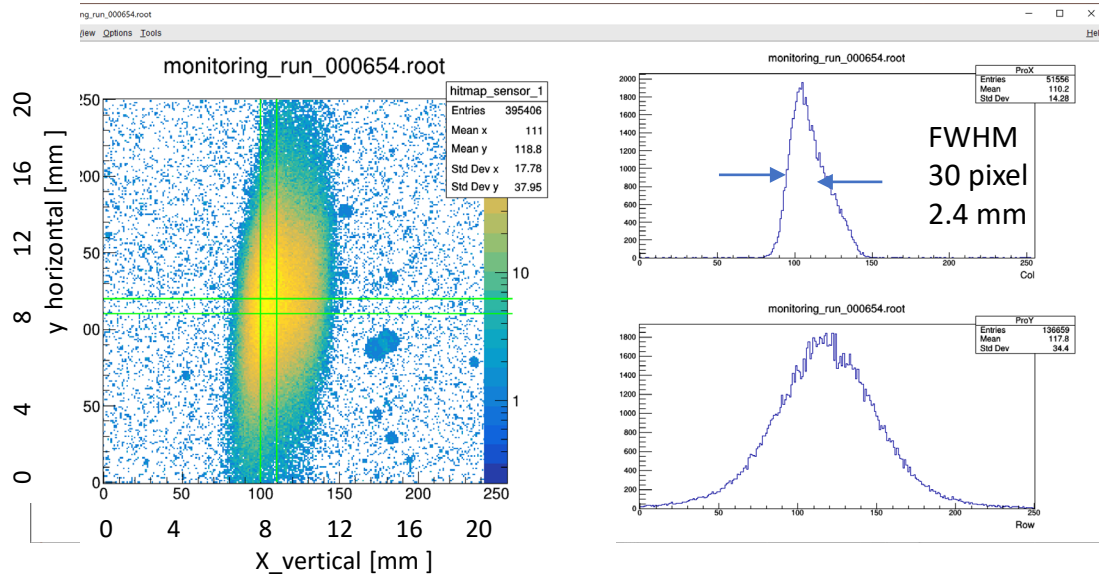 ng_run_000654.root
View Options Tools
Hel
monitoring_run_000654.root
hitmap_sensor_1
Entries 395406
Mean x 111
Mean y 118.8
Std Dev x 17.78
Std Dev y 37.95
250
200
50
00
50
0
10
1
0 50 100 150 200 250
20
16
12
8
4
0
y horizontal [mm ]
0 4 8 12 16 20
X_vertical [mm ]
monitoring_run_000654.root
ProX
Entries 51556
Mean 110.2
Std Dev 14.28
2000
1800
1600
1400
1200
1000
800
600
400
200
0
0 50 100 150 200 250
Col
FWHM
30 pixel
2.4 mm
monitoring_run_000654.root
ProY
Entries 136659
Mean 117.8
Std Dev 34.4
1800
1600
1400
1200
1000
800
600
400
200
0
0 50 100 150 200 250
Row